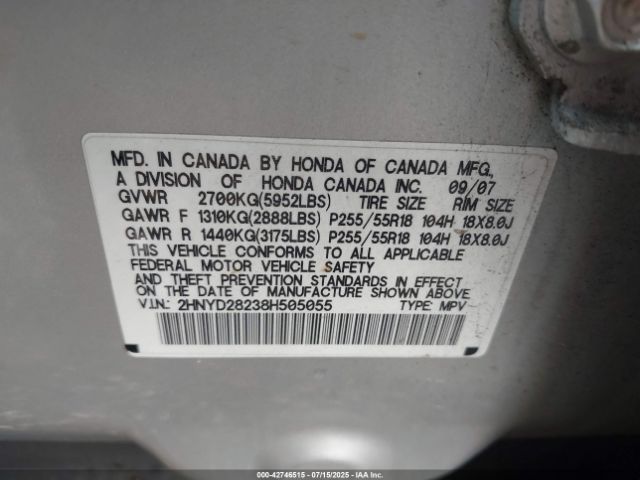 MFD. IN CANADA BY HONDA OF CANADA MFG.,
A DIVISION OF HONDA CANADA INC. 09/07
GVWR 2700KG(5952LBS) TIRE SIZE RIM SIZE
GAWR F 1310KG(2888LBS) P255/55R18 104H 18X8.0J
GAWR R 1440KG(3175LBS) P255/55R18 104H 18X8.0J
THIS VEHICLE CONFORMS TO ALL APPLICABLE
FEDERAL MOTOR VEHICLE SAFETY
AND THEFT PREVENTION STANDARDS IN EFFECT
ON THE DATE OF MANUFACTURE SHOWN ABOVE.
V.I.N.: 2HNYD28238H505055 TYPE: MPV
000-42746515 - 07/15/2025 - IAAI.COM